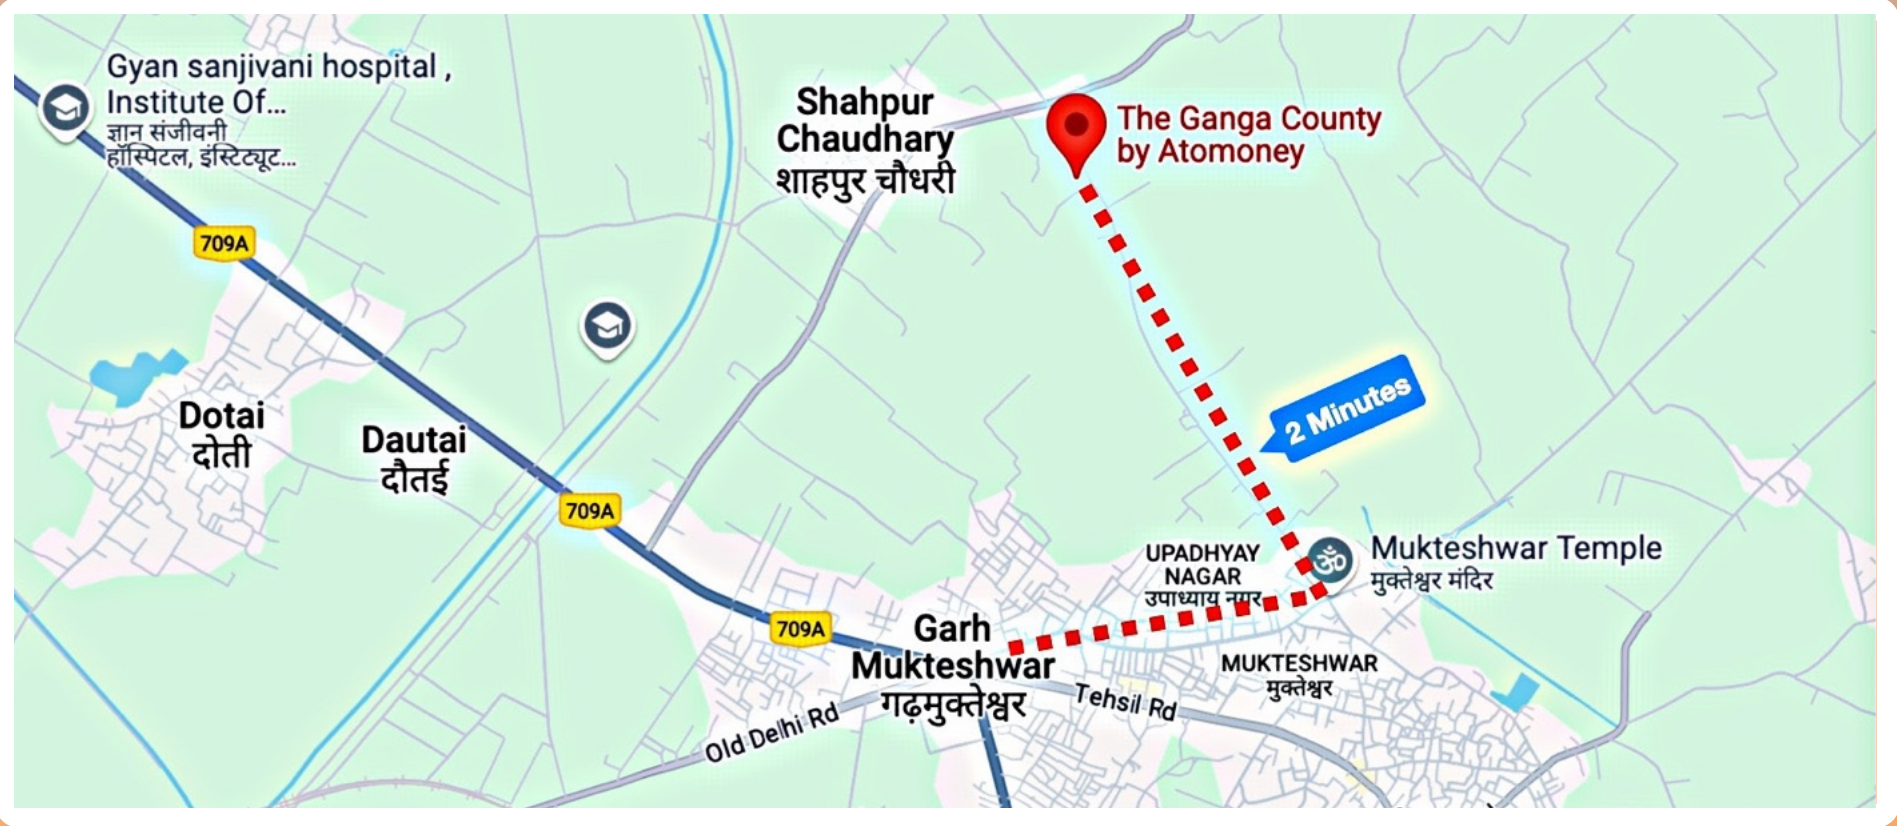 Gyan sanjivani hospital ,
Institute Of...
ज्ञान संजीवनी
हॉस्पिटल, इंस्टिट्यूट...
Shahpur
Chaudhary
शाहपुर चौधरी
The Ganga County
by Atomoney
709A
2 Minutes
Dotai
दोती
Dautai
दौतई
709A
UPADHYAY
NAGAR
उपाध्याय नगर
Mukteshwar Temple
मुक्तेश्वर मंदिर
709A
Garh
Mukteshwar
गढ़मुक्तेश्वर
MUKTESHWAR
मुक्तेश्वर
Old Delhi Rd
Tehsil Rd